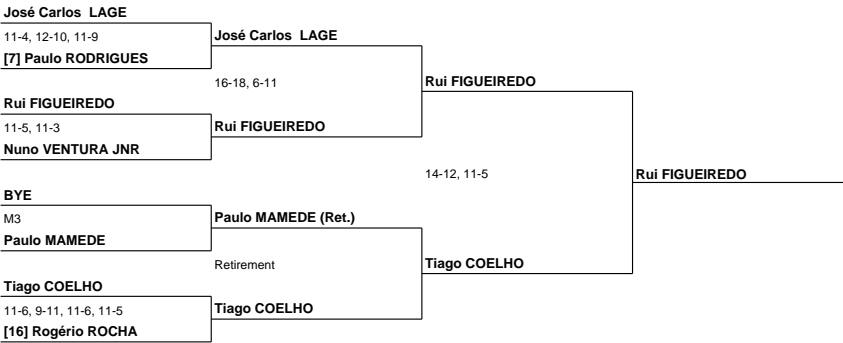 José Carlos  LAGE
11-4, 12-10, 11-9
José Carlos  LAGE
[7] Paulo RODRIGUES
16-18, 6-11
Rui FIGUEIREDO
Rui FIGUEIREDO
11-5, 11-3
Rui FIGUEIREDO
Nuno VENTURA JNR
14-12, 11-5
Rui FIGUEIREDO
BYE
M3
Paulo MAMEDE (Ret.)
Paulo MAMEDE
Retirement
Tiago COELHO
Tiago COELHO
11-6, 9-11, 11-6, 11-5
Tiago COELHO
[16] Rogério ROCHA